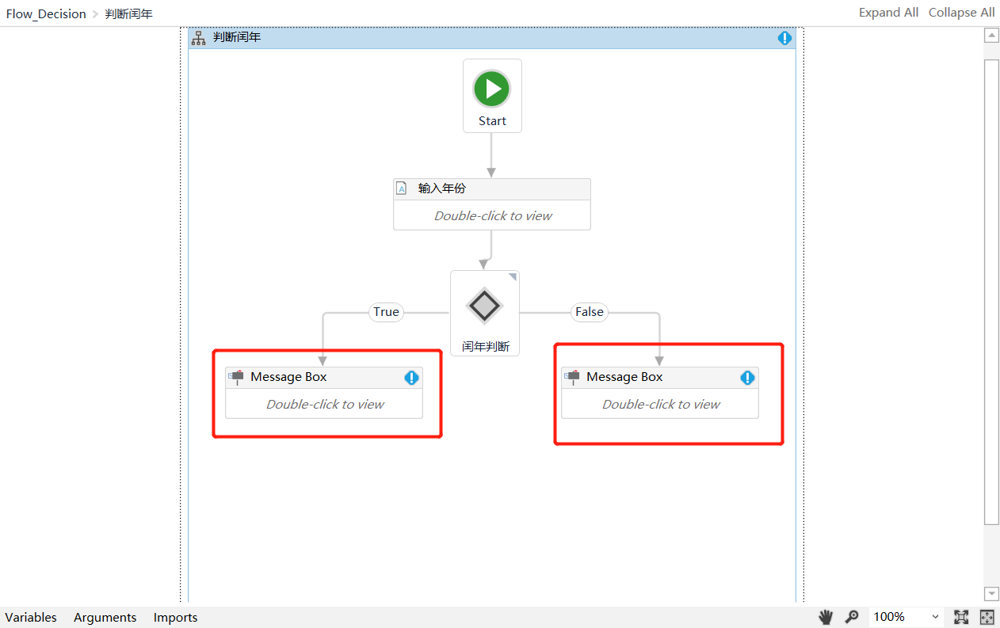 Flow_Decision > 判断闰年
Expand All Collapse All
判断闰年
Start
输入年份
Double-click to view
True
False
闰年判断
Message Box
Double-click to view
Message Box
Double-click to view
Variables Arguments Imports
100%